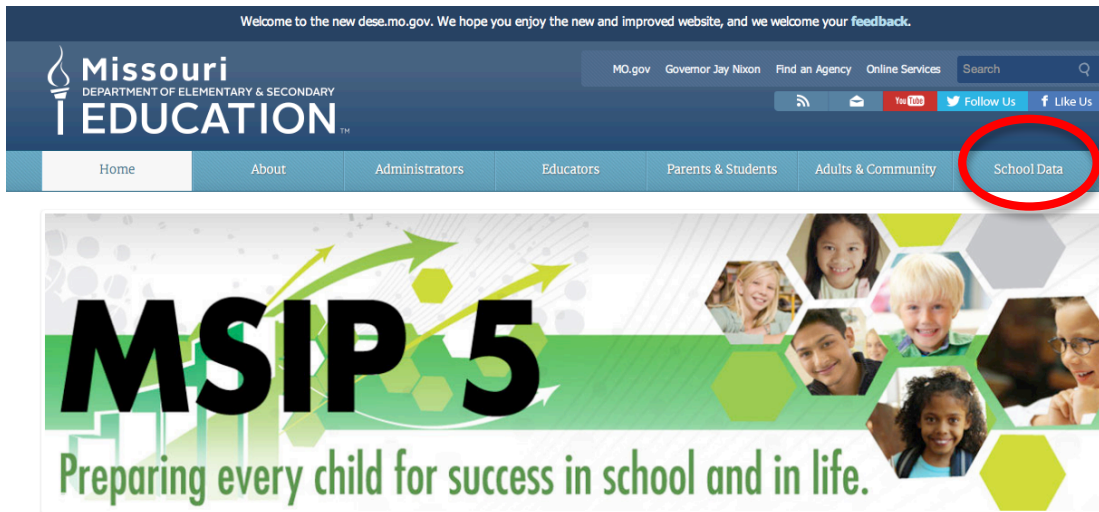 Welcome to the new dese.mo.gov. We hope you enjoy the new and improved website, and we welcome your feedback.
Missouri
DEPARTMENT OF ELEMENTARY & SECONDARY
EDUCATION TM
MO.gov Governor Jay Nixon Find an Agency Online Services Search
You Tube Follow Us f Like Us
Home About Administrators Educators Parents & Students Adults & Community School Data
MSIP 5
Preparing every child for success in school and in life.